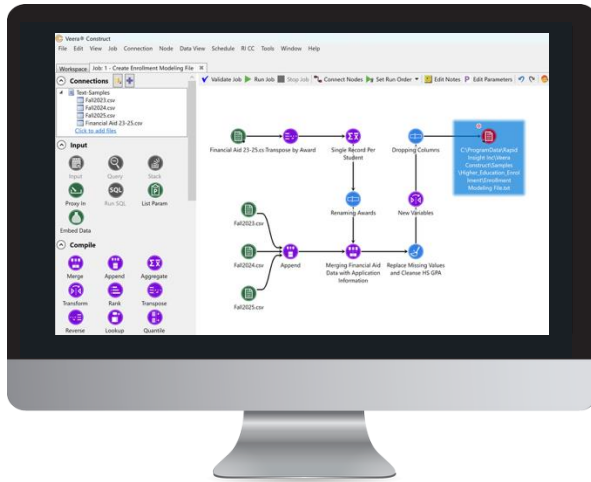 Veera® Construct
File Edit View Job Connection Node Data View Schedule RI CC Tools Window Help
Workspace Job: 1 - Create Enrollment Modeling File
Connections
Text-Samples
Fall2023.csv
Fall2024.csv
Fall2025.csv
Financial Aid 23-25.csv
Click to add files
Input
Input Query Stack
Proxy In Run SQL List Param
Embed Data
Compile
Merge Append Aggregate
Transform Rank Transpose
Reverse Lookup Quantile
Validate Job Run Job Stop Job Connect Nodes Set Run Order Edit Notes P Edit Parameters
Financial Aid 23-25.cs Transpose by Award
Single Record Per
Student
Dropping Columns
C:\ProgramData\Rapid
Insight Inc\Veera
Construct\Samples
\Higher_Education_Enrol
lment\Enrollment
Modeling File.txt
Renaming Awards
New Variables
Fall2023.csv
Fall2024.csv
Append
Merging Financial Aid
Data with Application
Information
Replace Missing Values
and Cleanse HS GPA
Fall2025.csv